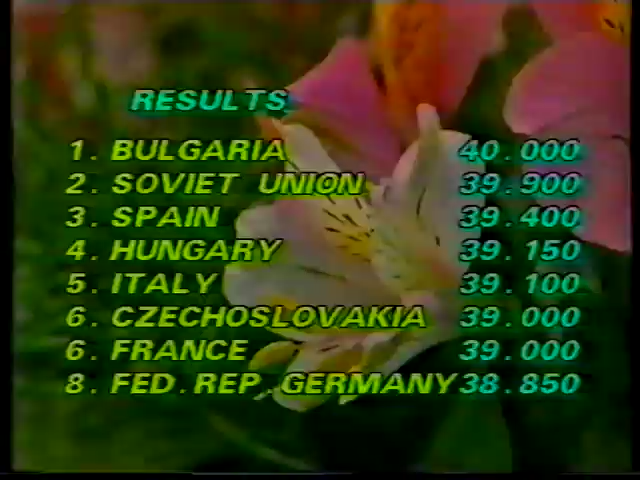 RESULTS
1. BULGARIA 40.000
2. SOVIET UNION 39.900
3. SPAIN 39.400
4. HUNGARY 39.150
5. ITALY 39.100
6. CZECHOSLOVAKIA 39.000
6. FRANCE 39.000
8. FED.REP.GERMANY 38.850